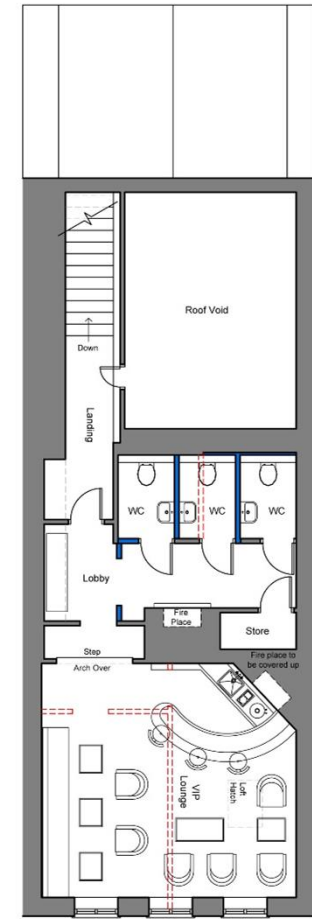 Roof Void
Down
Landing
WC
WC
WC
Lobby
Fire
Place
Store
Step
Arch Over
Fire place to
be covered up
VIP
Lounge
Loft
Hatch